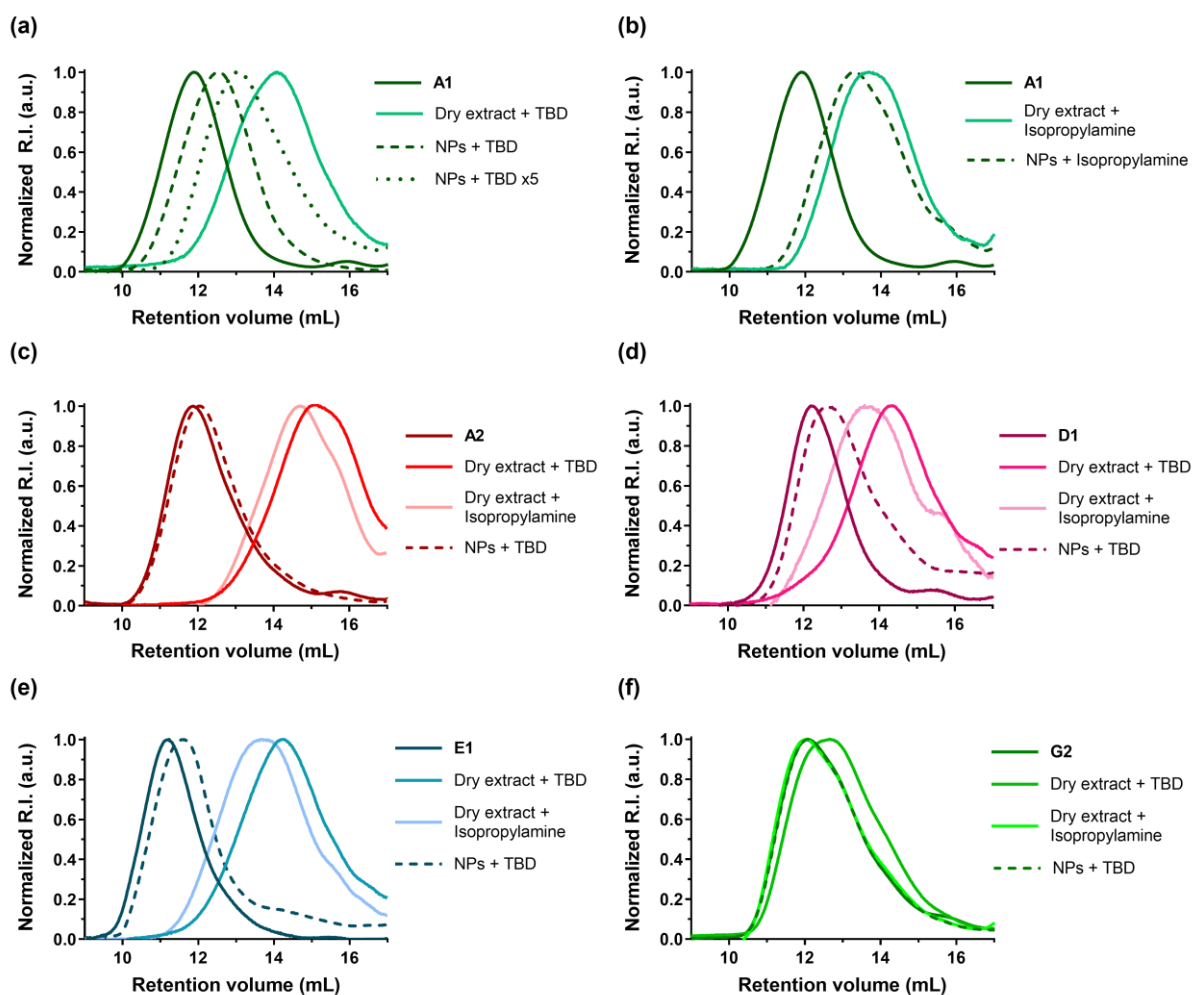 (a)
Normalized R.I. (a.u.)
1.0
0.8
0.6
0.4
0.2
0.0
10
12
14
16
Retention volume (mL)
A1
Dry extract + TBD
NPs + TBD
NPs + TBD x5
(b)
Normalized R.I. (a.u.)
1.0
0.8
0.6
0.4
0.2
0.0
10
12
14
16
Retention volume (mL)
A1
Dry extract +
Isopropylamine
NPs + Isopropylamine
(c)
Normalized R.I. (a.u.)
1.0
0.8
0.6
0.4
0.2
0.0
10
12
14
16
Retention volume (mL)
A2
Dry extract + TBD
Dry extract +
Isopropylamine
NPs + TBD
(d)
Normalized R.I. (a.u.)
1.0
0.8
0.6
0.4
0.2
0.0
10
12
14
16
Retention volume (mL)
D1
Dry extract + TBD
Dry extract +
Isopropylamine
NPs + TBD
(e)
Normalized R.I. (a.u.)
1.0
0.8
0.6
0.4
0.2
0.0
10
12
14
16
Retention volume (mL)
E1
Dry extract + TBD
Dry extract +
Isopropylamine
NPs + TBD
(f)
Normalized R.I. (a.u.)
1.0
0.8
0.6
0.4
0.2
0.0
10
12
14
16
Retention volume (mL)
G2
Dry extract + TBD
Dry extract +
Isopropylamine
NPs + TBD